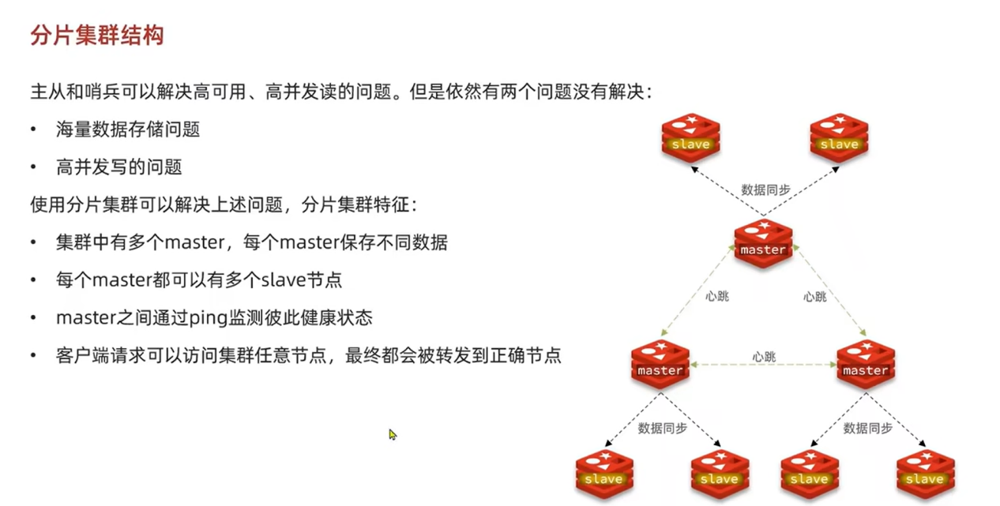 分片集群结构
主从和哨兵可以解决高可用、高并发读的问题。但是依然有两个问题没有解决：
• 海量数据存储问题
• 高并发写的问题
使用分片集群可以解决上述问题，分片集群特征：
• 集群中有多个master，每个master保存不同数据
• 每个master都可以有多个slave节点
• master之间通过ping监测彼此健康状态
• 客户端请求可以访问集群任意节点，最终都会被转发到正确节点
slave
slave
数据同步
master
心跳
心跳
master
心跳
master
数据同步
数据同步
slave
slave
slave
slave